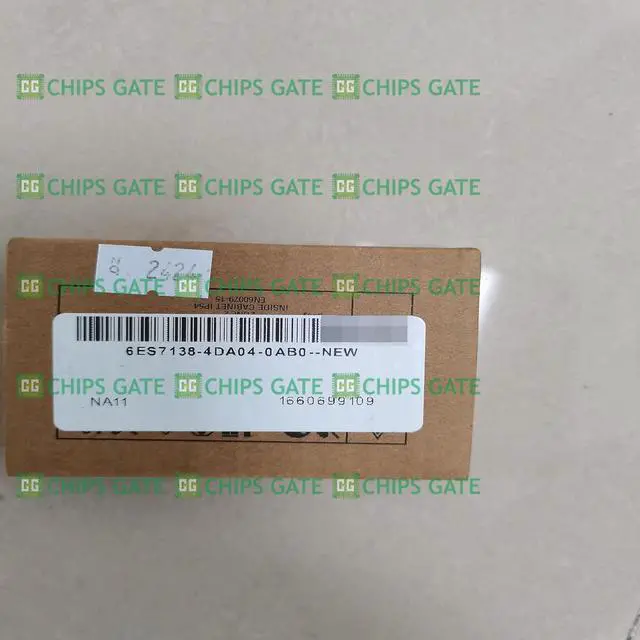 CG CHIPS GATE CG CHIPS GATE CG CHIPS GATE
CG CHIPS GATE CG CHIPS GATE CG CHIPS GATE
2424
CG CHIPS GATE CG CHIPS GATE CG CHIPS GATE
EN60079-15
INSIDE CABINET IP54
6ES7138-4DA04-0AB0--NEW
CG CHIPS GATE CG CHIPS GATE CG CHIPS GATE
NA11 1660699109
CG CHIPS GATE CG CHIPS GATE CG CHIPS GATE